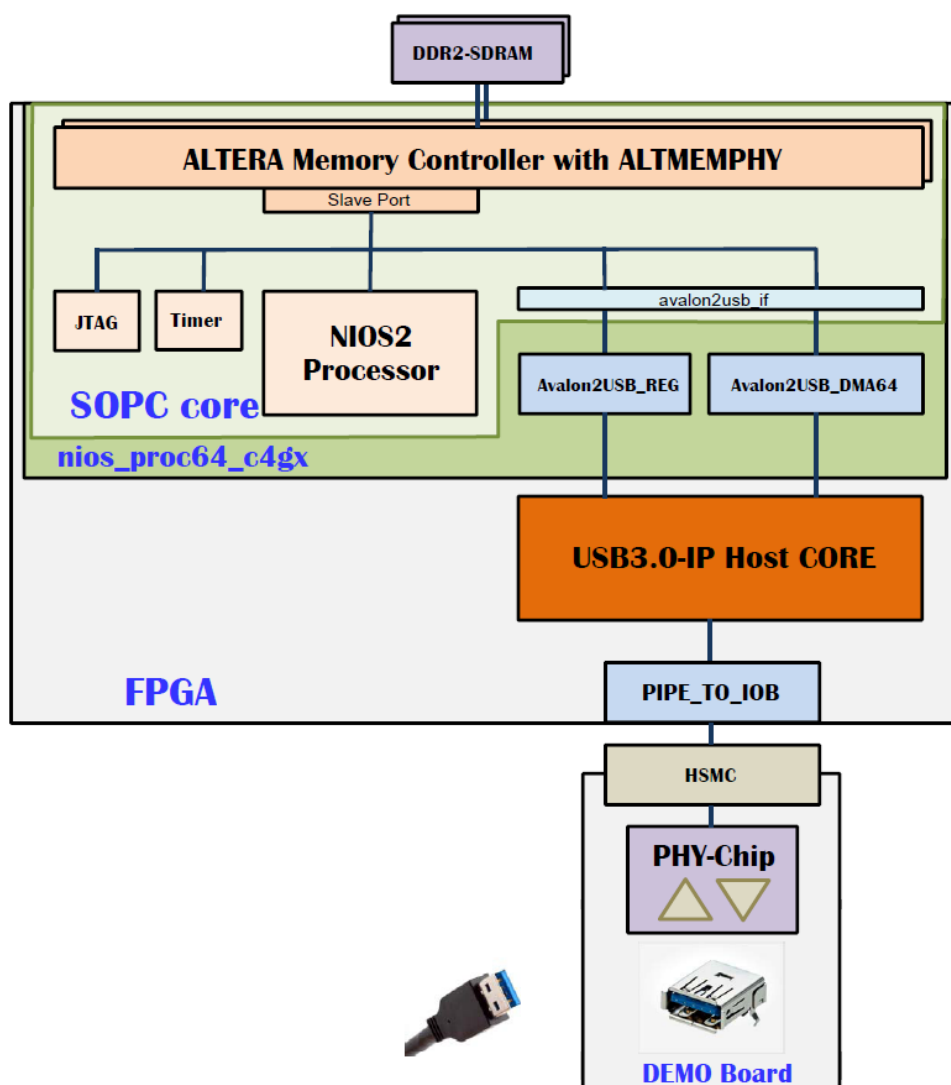 DDR2-SDRAM
ALTERA Memory Controller with ALTMEMPHY
Slave Port
JTAG
Timer
NIOS2
Processor
avalon2usb_if
Avalon2USB_REG
Avalon2USB_DMA64
SOPC core
nios_proc64_c4gx
USB3.0-IP Host CORE
FPGA
PIPE_TO_IOB
HSMC
PHY-Chip
DEMO Board